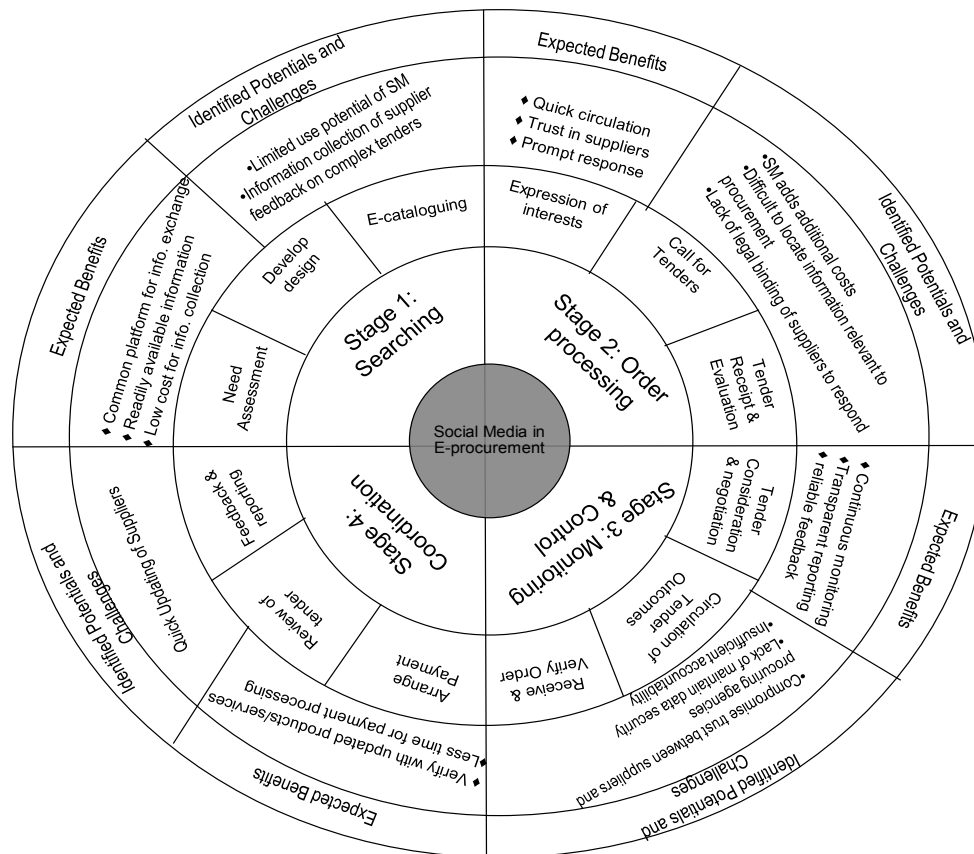 Social Media in
E-procurement
Stage 1:
Searching
Need
Assessment
Develop
design
E-cataloguing
Expected Benefits
♦ Common platform for info. exchange
♦ Readily available information
♦ Low cost for info. collection
Identified Potentials and
Challenges
•Limited use potential of SM
•Information collection of supplier
feedback on complex tenders
Stage 2: Order
processing
Expression of
interests
Call for
Tenders
Tender
Receipt &
Evaluation
Expected Benefits
♦ Quick circulation
♦ Trust in suppliers
♦ Prompt response
Identified Potentials and
Challenges
•SM adds additional costs
•Difficult to locate information relevant to
procurement
•Lack of legal binding of suppliers to respond
Stage 3: Monitoring
& Control
Tender
Consideration
& negotiation
Circulation of
Tender
Outcomes
Receive &
Verify Order
Expected Benefits
♦ Continuous monitoring
♦ Transparent reporting
♦ reliable feedback
Identified Potentials and
Challenges
•Compromise trust between suppliers and
procuring agencies
•Lack of maintain data security
•Insufficient accountability
Stage 4:
Coordination
Arrange
Payment
Review of
tender
Feedback &
reporting
Expected Benefits
♦ Verify with updated products/services
♦ Less time for payment processing
Identified Potentials and
Challenges
Quick Updating of Suppliers